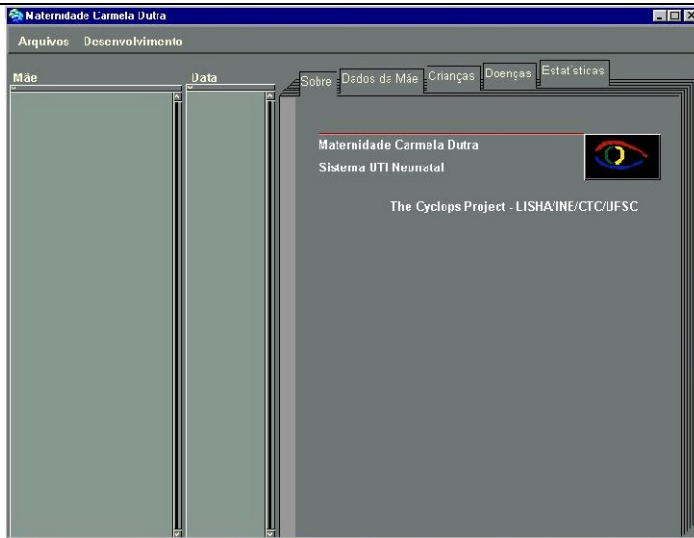 Maternidade Carmela Dutra
Arquivos Desenvolvimento
Mãe
Data
Sobre
Dados da Mãe
Crianças
Doenças
Estatísticas
Maternidade Carmela Dutra
Sistema UTI Neonatal
The Cyclops Project - LISHA/INE/CTC/UFSC